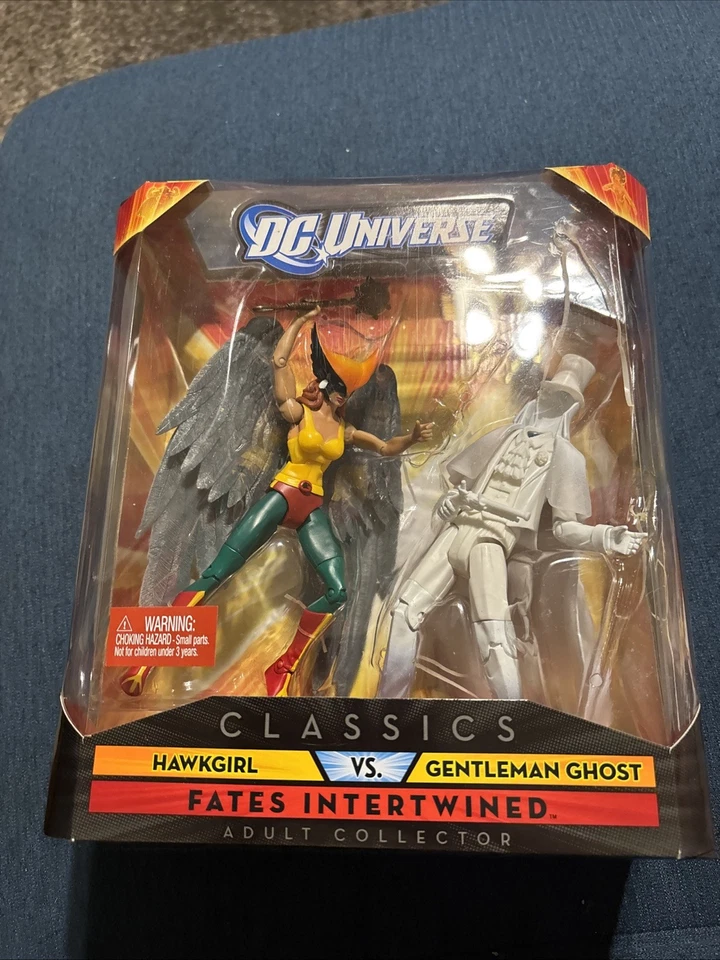 DC UNIVERSE
WARNING:
CHOKING HAZARD - Small parts.
Not for children under 3 years.
CLASSICS
HAWKGIRL VS. GENTLEMAN GHOST
FATES INTERTWINED™
ADULT COLLECTOR